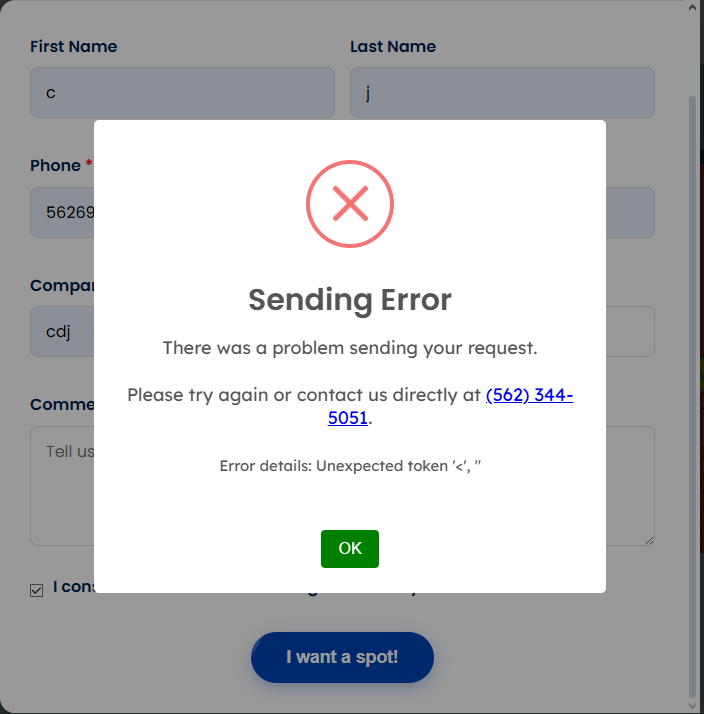 First Name
Last Name
c
j
Phone *
56269
Compar
cdj
Sending Error
There was a problem sending your request.
Please try again or contact us directly at (562) 344-
5051.
Error details: Unexpected token '<', "
OK
Comme
Tell us
I cons
I want a spot!